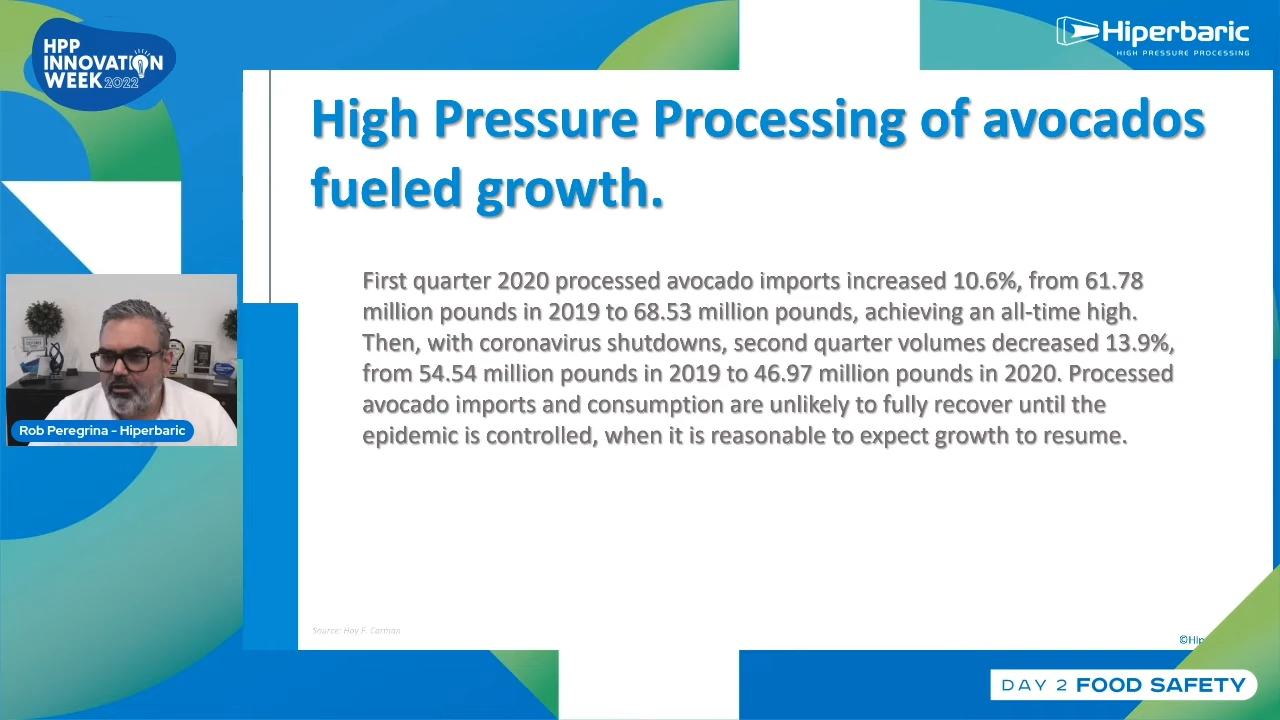 HPP
INNOVATION
WEEK 2022
Hiperbaric
HIGH PRESSURE PROCESSING
High Pressure Processing of avocados
fueled growth.
First quarter 2020 processed avocado imports increased 10.6%, from 61.78
million pounds in 2019 to 68.53 million pounds, achieving an all-time high.
Then, with coronavirus shutdowns, second quarter volumes decreased 13.9%,
from 54.54 million pounds in 2019 to 46.97 million pounds in 2020. Processed
avocado imports and consumption are unlikely to fully recover until the
epidemic is controlled, when it is reasonable to expect growth to resume.
Rob Peregrina - Hiperbaric
Source: Hoy F. Carman
©Hip
DAY 2 FOOD SAFETY